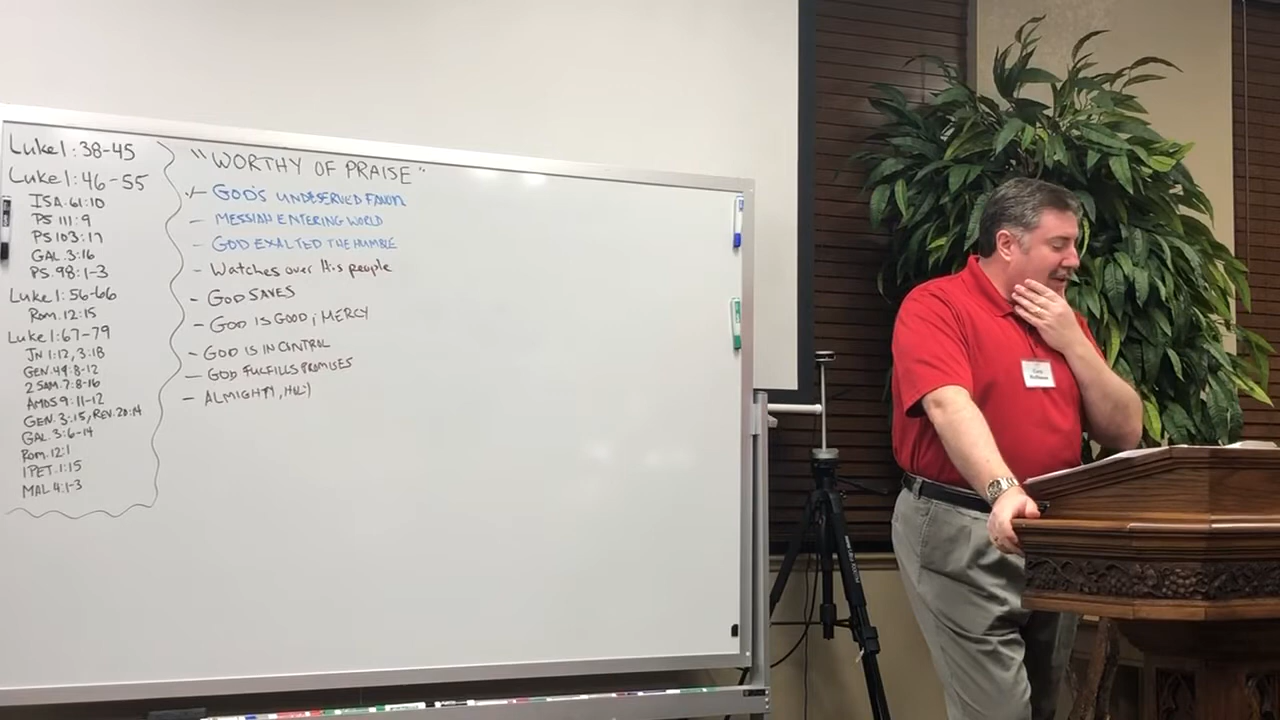 Luke 1:38-45
Luke 1:46-55
ISA. 61:10
PS 111:9
PS 103:17
GAL. 3:16
PS. 98:1-3
Luke 1:56-66
Rom. 12:15
Luke 1:67-79
JN 1:12, 3:18
GEN. 49:8-12
2 SAM. 7:8-16
AMOS 9:11-12
GEN. 3:15, REV. 20:14
GAL. 3:6-14
Rom. 12:1
1 PET. 1:15
MAL 4:1-3
"WORTHY OF PRAISE"
- GOD'S UNDESERVED FAVOR
- MESSIAH ENTERING WORLD
- GOD EXALTED THE HUMBLE
- Watches over His people
- GOD SAVES
- GOD IS GOOD, MERCY
- GOD IS IN CONTROL
- GOD FULFILLS PROMISES
- ALMIGHTY, HOLY